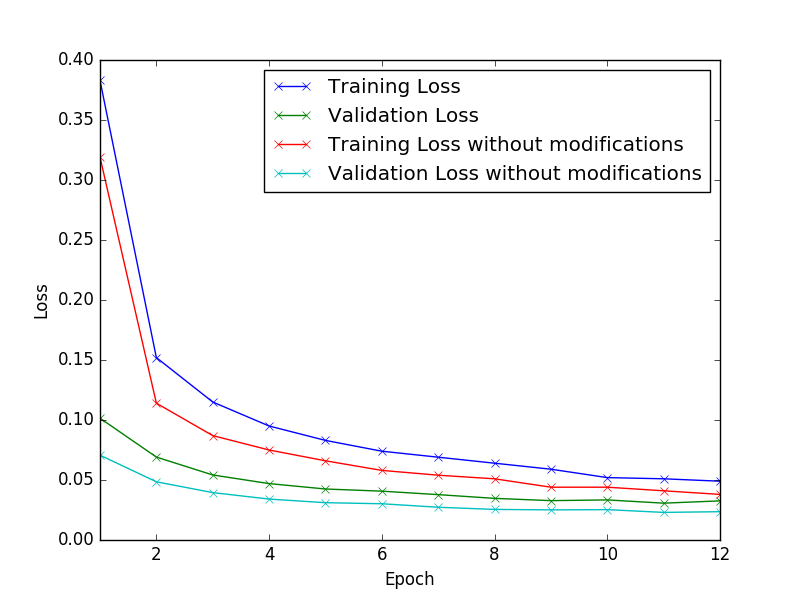 0.40
0.35
0.30
0.25
0.20
0.15
0.10
0.05
0.00
Loss
Training Loss
Validation Loss
Training Loss without modifications
Validation Loss without modifications
2 4 6 8 10 12
Epoch